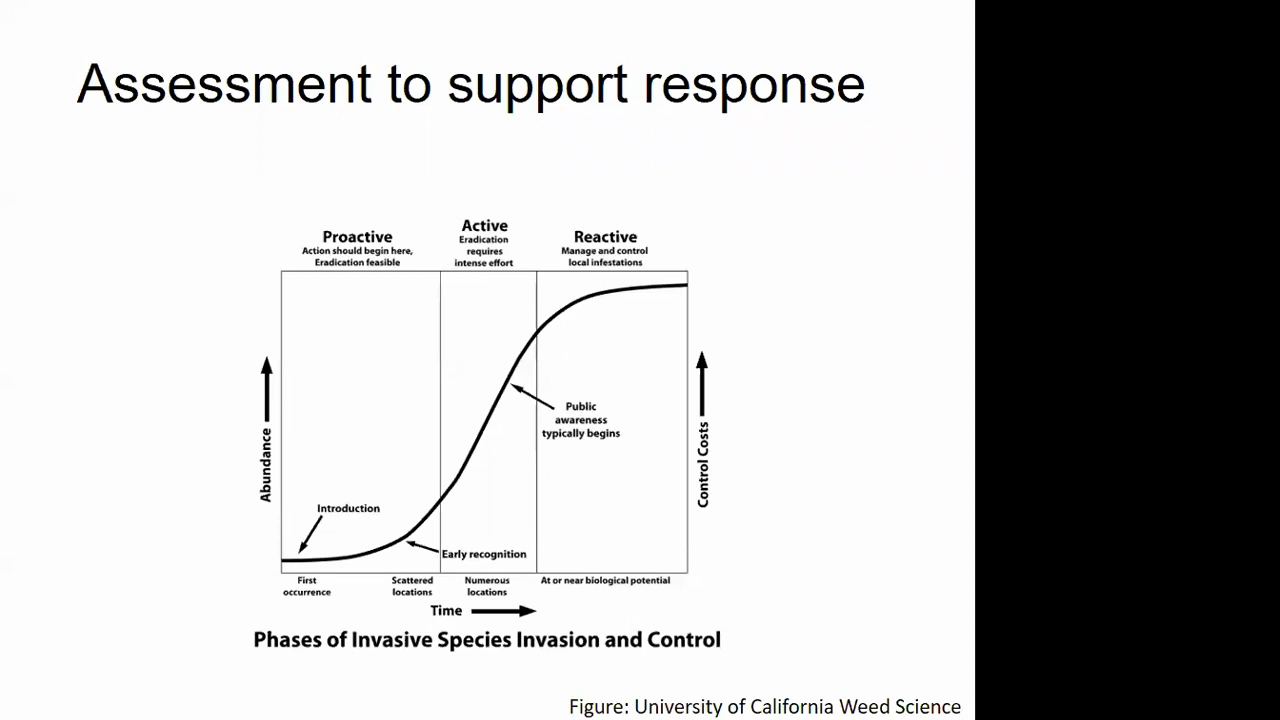 Assessment to support response
Proactive
Action should begin here,
Eradication feasible
Active
Eradication
requires
intense effort
Reactive
Manage and control
local infestations
Abundance
Control Costs
Public
awareness
typically begins
Introduction
Early recognition
First
occurrence
Scattered
locations
Numerous
locations
At or near biological potential
Time
Phases of Invasive Species Invasion and Control
Figure: University of California Weed Science